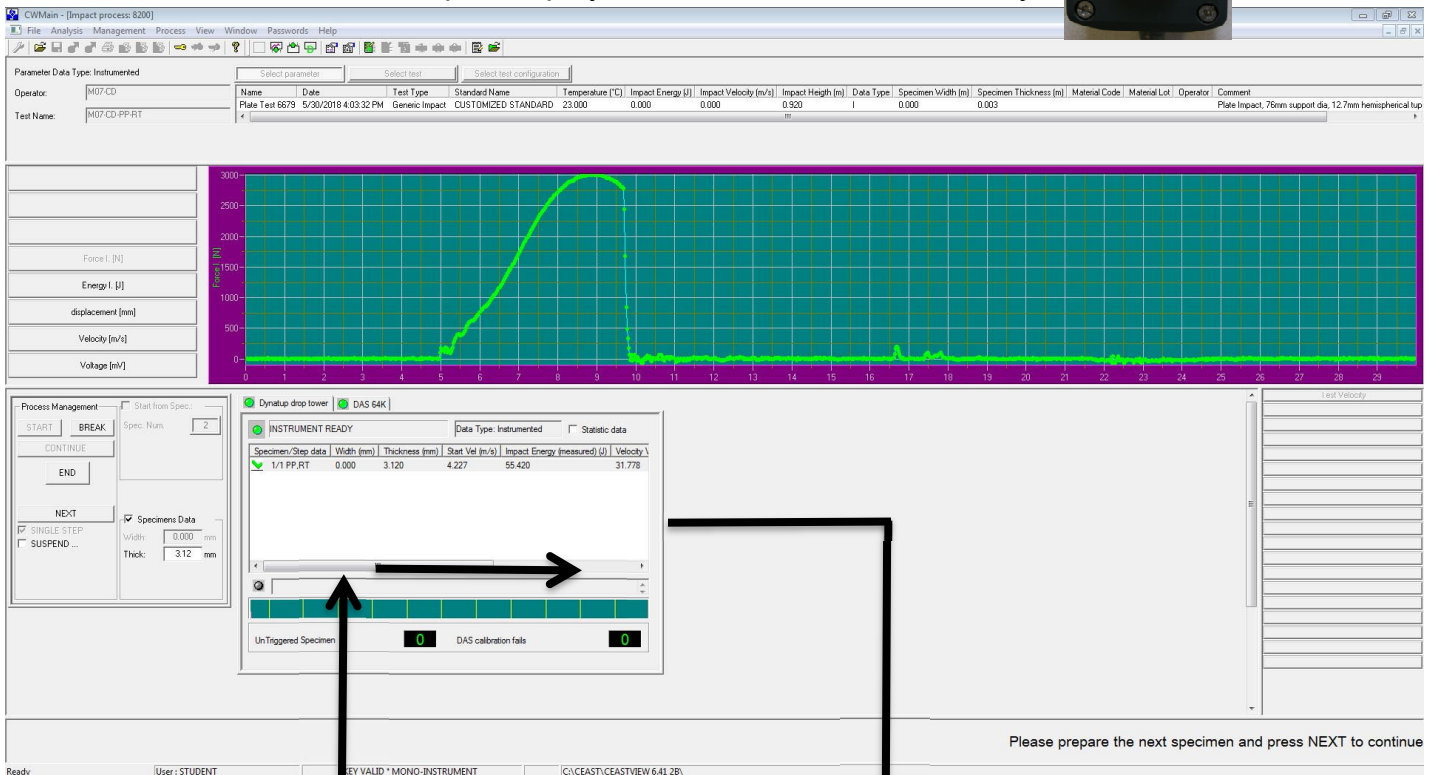 CWMain - [Impact process: 8200]
File Analysis Management Process View Window Passwords Help
Parameter Data Type: Instrumented
Select parameter Select test Select test configuration
Operator: M07-CD
Name Date Test Type Standard Name Temperature (°C) Impact Energy (J) Impact Velocity (m/s) Impact Heigth (m) Data Type Specimen Width (m) Specimen Thickness (m) Material Code Material Lot Operator Comment
Plate Test 6679 5/30/2018 4:03:32 PM Generic Impact CUSTOMIZED STANDARD 23.000 0.000 0.000 0.920 I 0.000 0.003 Plate Impact, 76mm support dia, 12.7mm hemispherical tup
Test Name: M07-CD-PP-RT
3000
2500
2000
1500
1000
500
0
Force I. [N]
0 1 2 3 4 5 6 7 8 9 10 11 12 13 14 15 16 17 18 19 20 21 22 23 24 25 26 27 28 29
Force I. [N]
Energy I. [J]
displacement [mm]
Velocity [m/s]
Voltage [mV]
Process Management
START BREAK
CONTINUE
END
NEXT
SINGLE STEP
SUSPEND ...
Start from Spec.:
Spec. Num. 2
Specimens Data
Width: 0.000 mm
Thick: 3.12 mm
Dynatup drop tower DAS 64K
INSTRUMENT READY Data Type: Instrumented Statistic data
Specimen/Step data Width (mm) Thickness (mm) Start Vel (m/s) Impact Energy (measured) (J) Velocity
1/1 PP,RT 0.000 3.120 4.227 55.420 31.778
UnTriggered Specimen 0 DAS calibration fails 0
Test Velocity
Please prepare the next specimen and press NEXT to continue
Ready User : STUDENT KEY VALID * MONO-INSTRUMENT C:\CEAST\CEASTVIEW 6.41 2B\